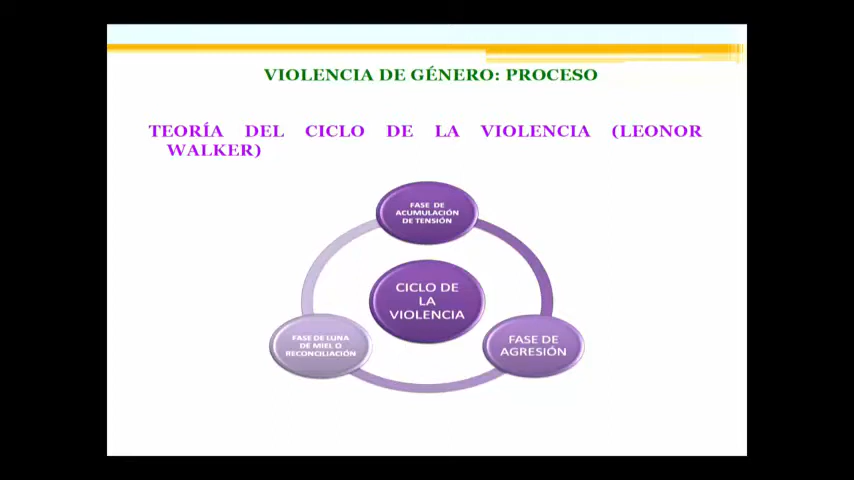 VIOLENCIA DE GÉNERO: PROCESO
TEORÍA DEL CICLO DE LA VIOLENCIA (LEONOR
WALKER)
FASE DE
ACUMULACIÓN
DE TENSIÓN
CICLO DE
LA
VIOLENCIA
FASE DE LUNA
DE MIEL O
RECONCILIACIÓN
FASE DE
AGRESIÓN